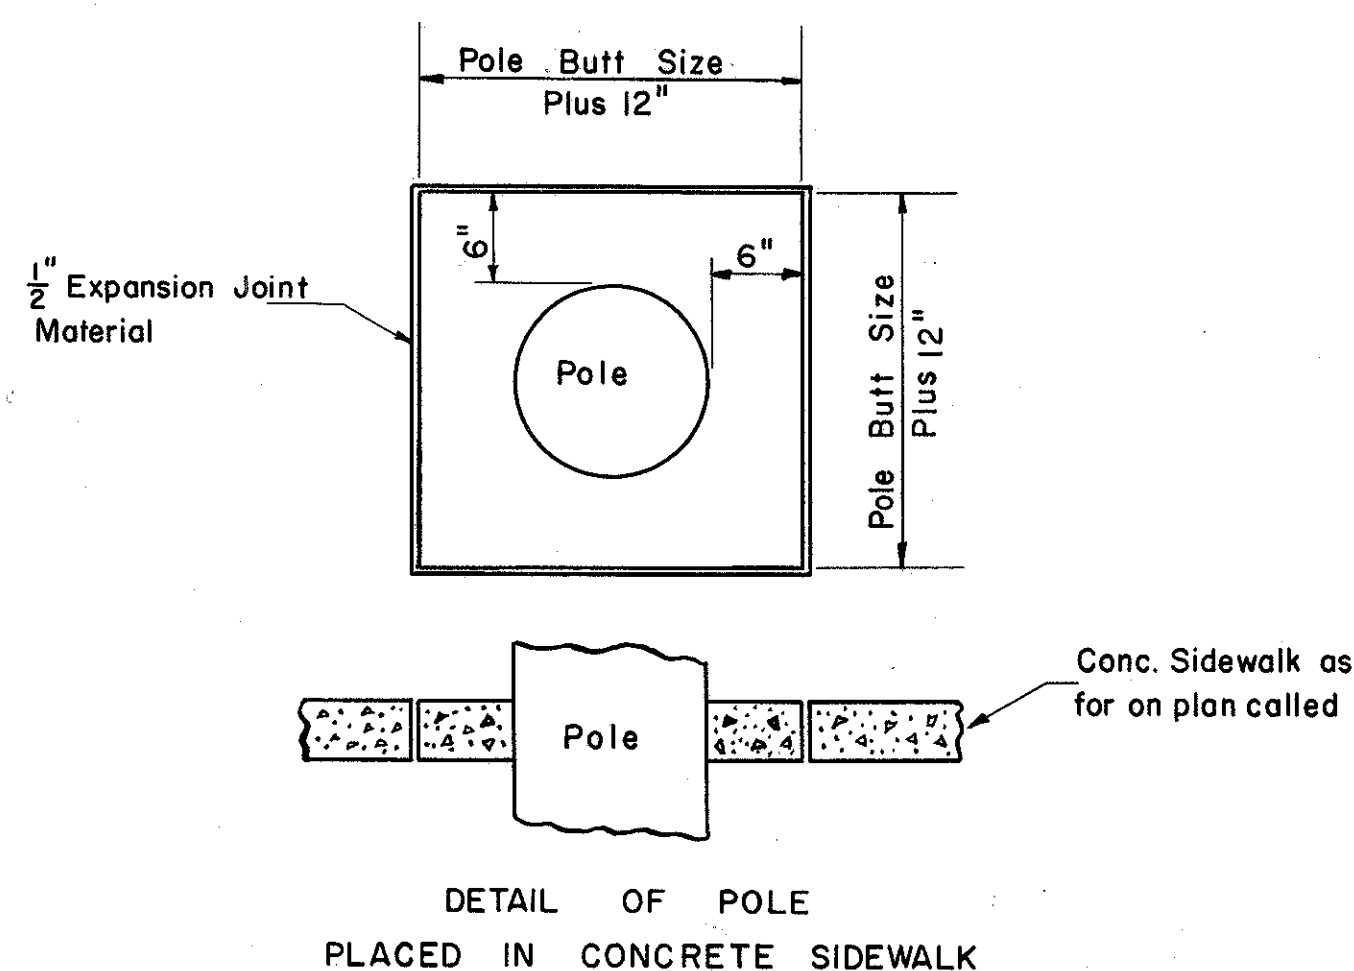 Pole Butt Size
Plus 12"
6"
6"
1/2" Expansion Joint
Material
Pole
Pole Butt Size
Plus 12"
Conc. Sidewalk as
for on plan called
Pole
DETAIL OF POLE
PLACED IN CONCRETE SIDEWALK